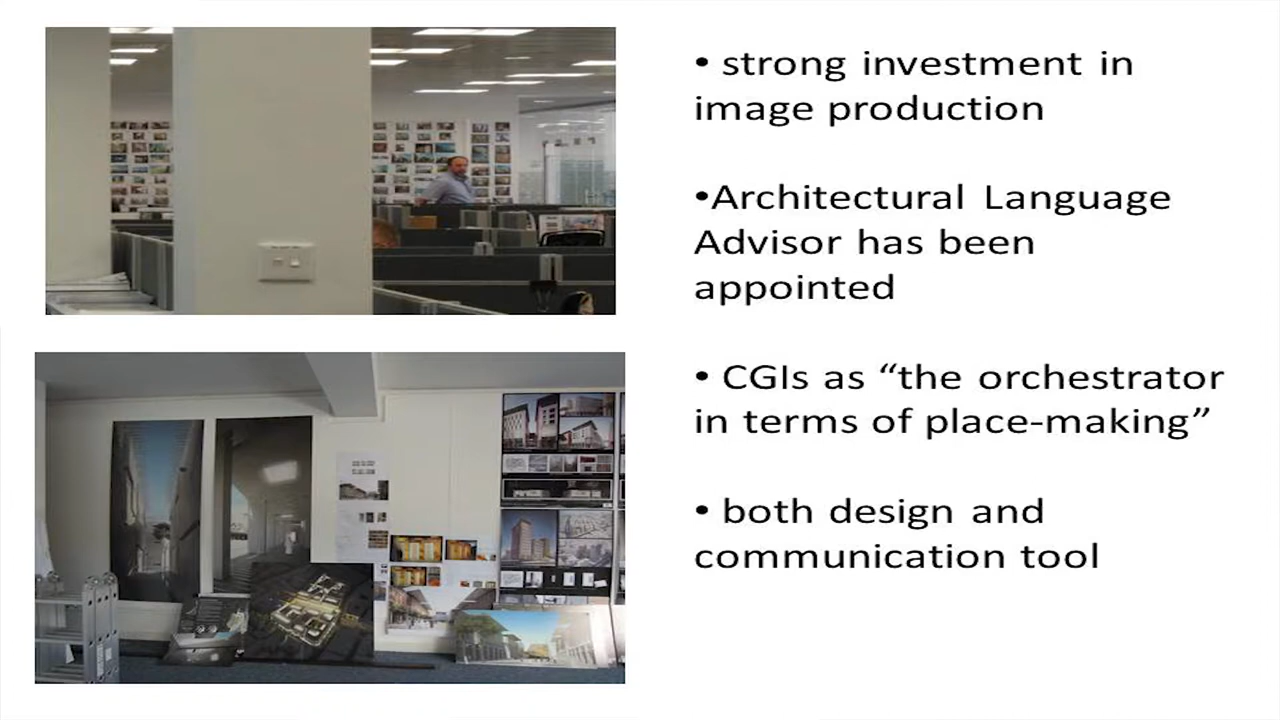 • strong investment in
image production
•Architectural Language
Advisor has been
appointed
• CGIs as “the orchestrator
in terms of place-making”
• both design and
communication tool